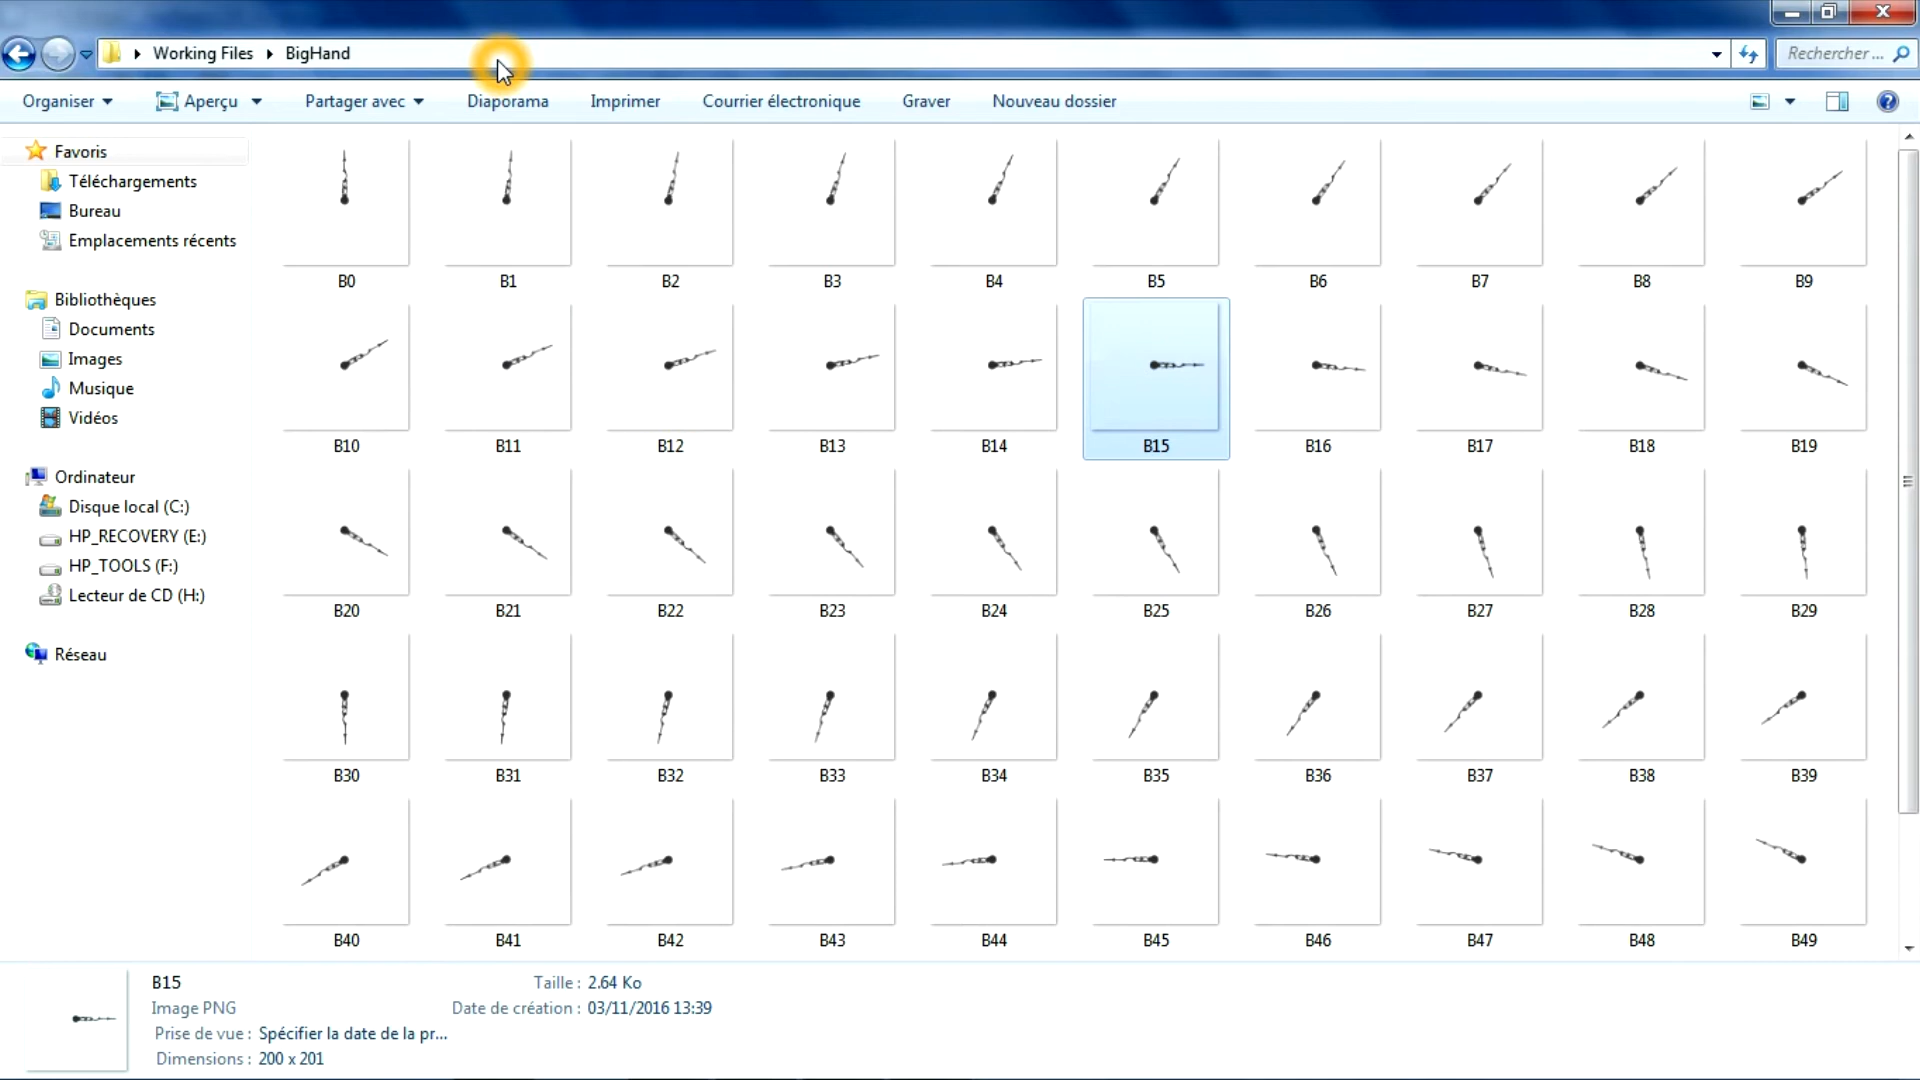 Working Files BigHand
Rechercher ...
Organiser Aperçu Partager avec Diaporama Imprimer Courrier électronique Graver Nouveau dossier
Favoris
Téléchargements
Bureau
Emplacements récents
Bibliothèques
Documents
Images
Musique
Vidéos
Ordinateur
Disque local (C:)
HP_RECOVERY (E:)
HP_TOOLS (F:)
Lecteur de CD (H:)
Réseau
B0 B1 B2 B3 B4 B5 B6 B7 B8 B9
B10 B11 B12 B13 B14 B15 B16 B17 B18 B19
B20 B21 B22 B23 B24 B25 B26 B27 B28 B29
B30 B31 B32 B33 B34 B35 B36 B37 B38 B39
B40 B41 B42 B43 B44 B45 B46 B47 B48 B49
B15 Taille : 2.64 Ko
Image PNG Date de création : 03/11/2016 13:39
Prise de vue : Spécifier la date de la pr...
Dimensions : 200 x 201